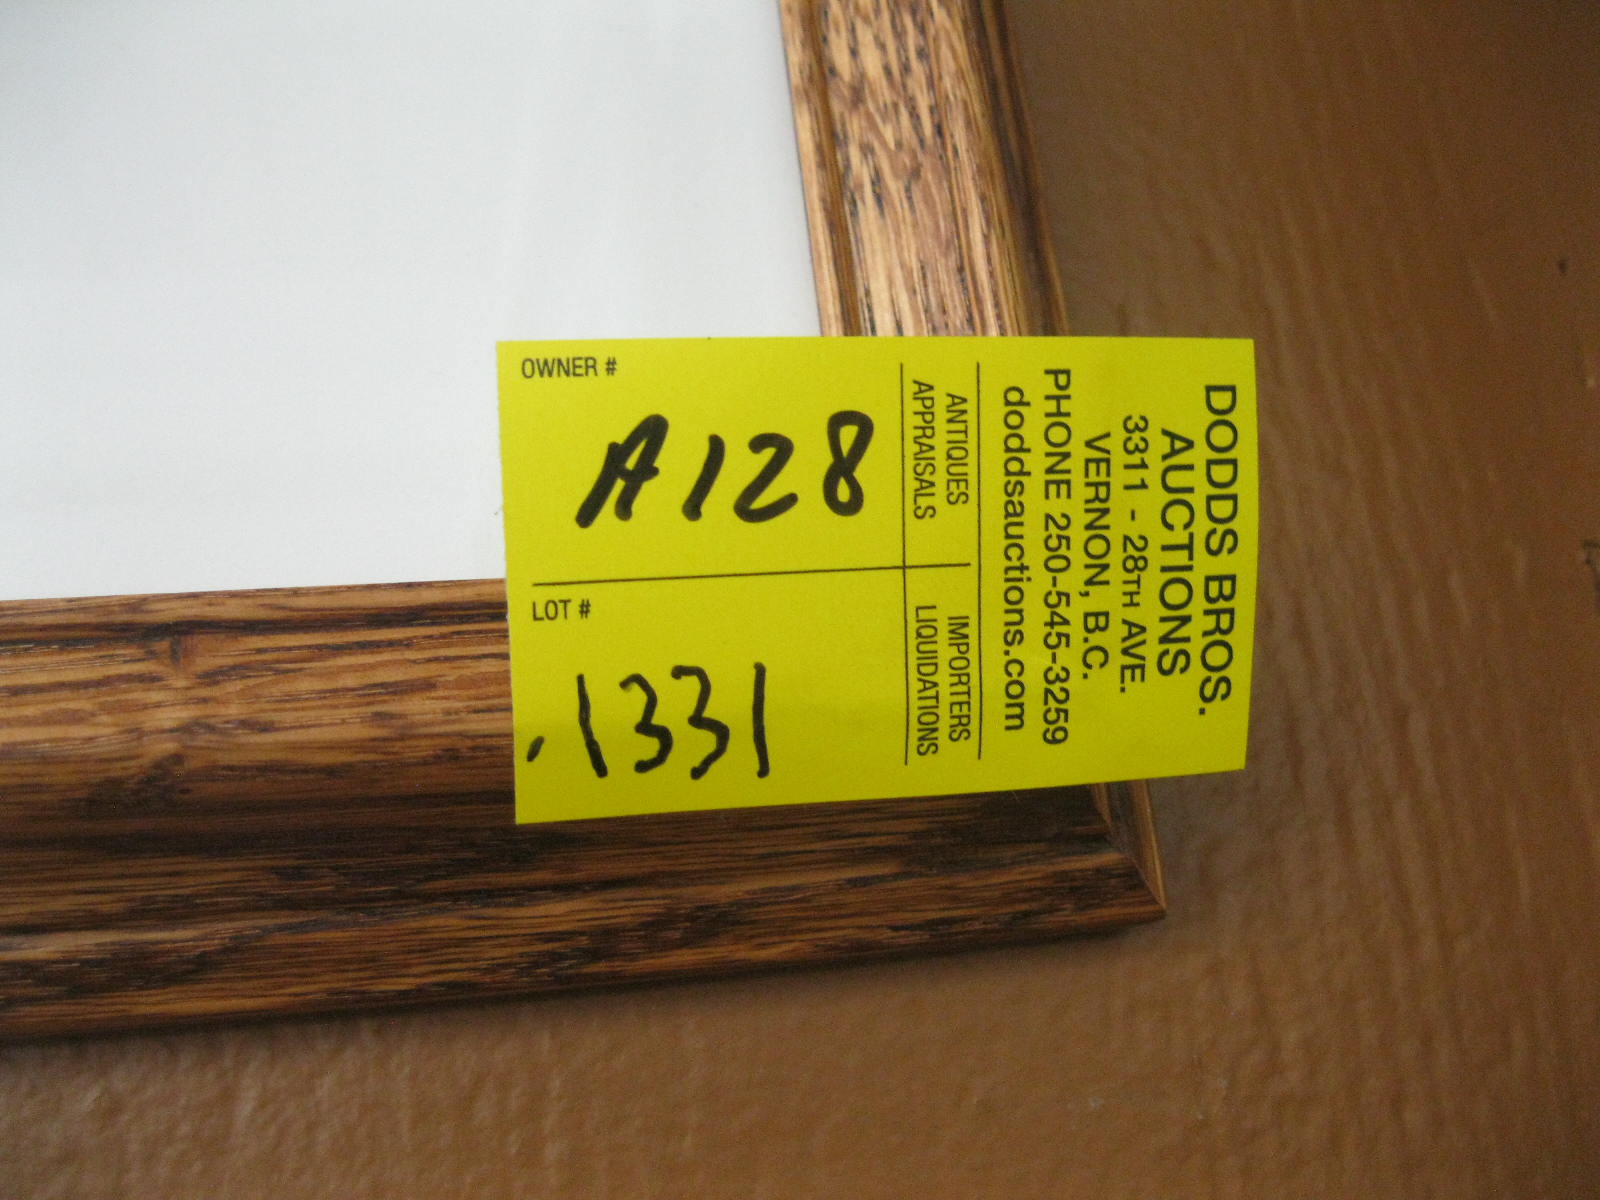 DODDS BROS.
AUCTIONS
3311 - 28TH AVE.
VERNON, B.C.
PHONE 250-545-3259
doddsauctions.com
ANTIQUES
APPRAISALS
IMPORTERS
LIQUIDATIONS
OWNER #
A128
LOT #
.1331